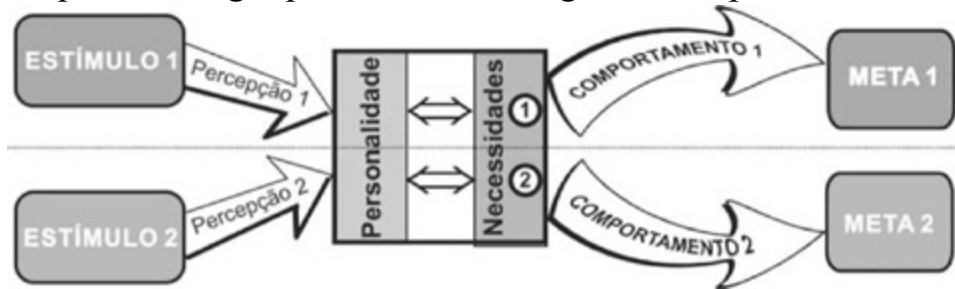 ESTÍMULO 1
Percepção 1
Personalidade
Necessidades
1
COMPORTAMENTO 1
META 1
ESTÍMULO 2
Percepção 2
2
COMPORTAMENTO 2
META 2